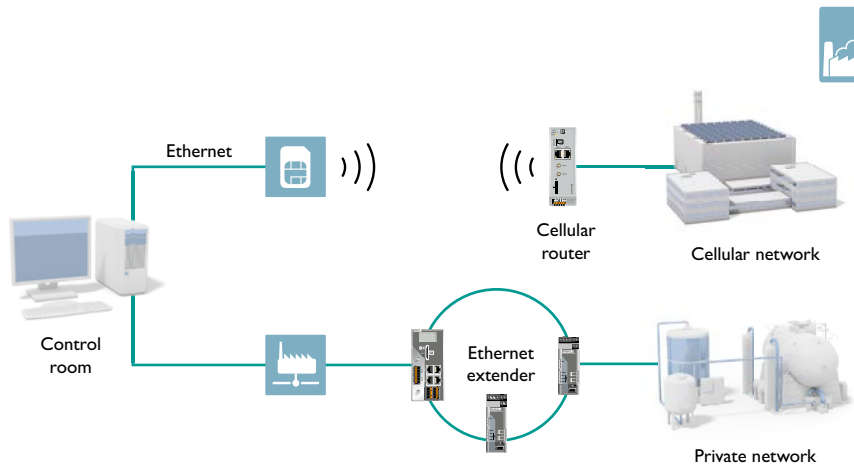 Ethernet
Cellular
router
Cellular network
Control
room
Ethernet
extender
Private network